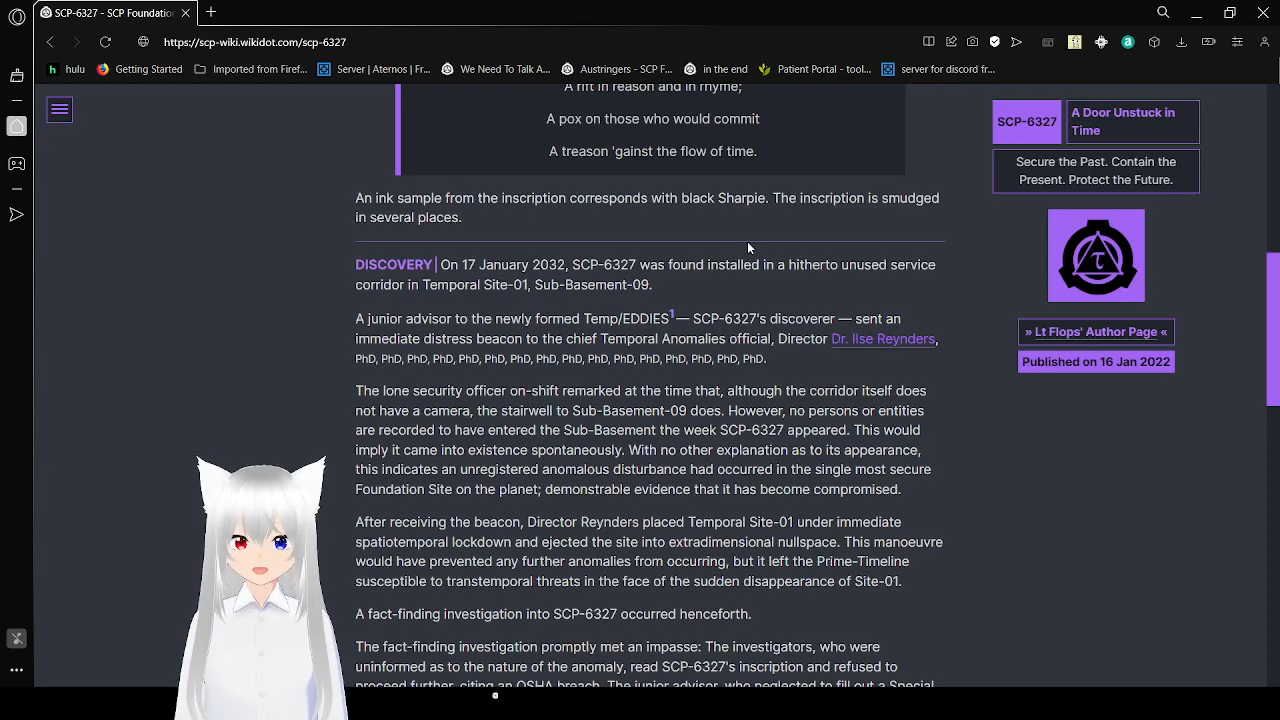 SCP-6327 - SCP Foundation
https://scp-wiki.wikidot.com/scp-6327
hulu
Getting Started
Imported from Firef...
Server | Aternos | Fr...
We Need To Talk A...
Austringers - SCP F...
in the end
Patient Portal - tool...
server for discord fr...
A rift in reason and in rhyme;
A pox on those who would commit
A treason 'gainst the flow of time.
An ink sample from the inscription corresponds with black Sharpie. The inscription is smudged
in several places.
DISCOVERY| On 17 January 2032, SCP-6327 was found installed in a hitherto unused service
corridor in Temporal Site-01, Sub-Basement-09.
A junior advisor to the newly formed Temp/EDDIES1 — SCP-6327's discoverer — sent an
immediate distress beacon to the chief Temporal Anomalies official, Director Dr. Ilse Reynders,
PhD, PhD, PhD, PhD, PhD, PhD, PhD, PhD, PhD, PhD, PhD, PhD, PhD, PhD, PhD, PhD.
The lone security officer on-shift remarked at the time that, although the corridor itself does
not have a camera, the stairwell to Sub-Basement-09 does. However, no persons or entities
are recorded to have entered the Sub-Basement the week SCP-6327 appeared. This would
imply it came into existence spontaneously. With no other explanation as to its appearance,
this indicates an unregistered anomalous disturbance had occurred in the single most secure
Foundation Site on the planet; demonstrable evidence that it has become compromised.
After receiving the beacon, Director Reynders placed Temporal Site-01 under immediate
spatiotemporal lockdown and ejected the site into extradimensional nullspace. This manoeuvre
would have prevented any further anomalies from occurring, but it left the Prime-Timeline
susceptible to transtemporal threats in the face of the sudden disappearance of Site-01.
A fact-finding investigation into SCP-6327 occurred henceforth.
The fact-finding investigation promptly met an impasse: The investigators, who were
uninformed as to the nature of the anomaly, read SCP-6327's inscription and refused to
proceed further, citing an OSHA breach. The junior advisor, who neglected to fill out a Special
SCP-6327
A Door Unstuck in
Time
Secure the Past. Contain the
Present. Protect the Future.
τ
» Lt Flops' Author Page «
Published on 16 Jan 2022